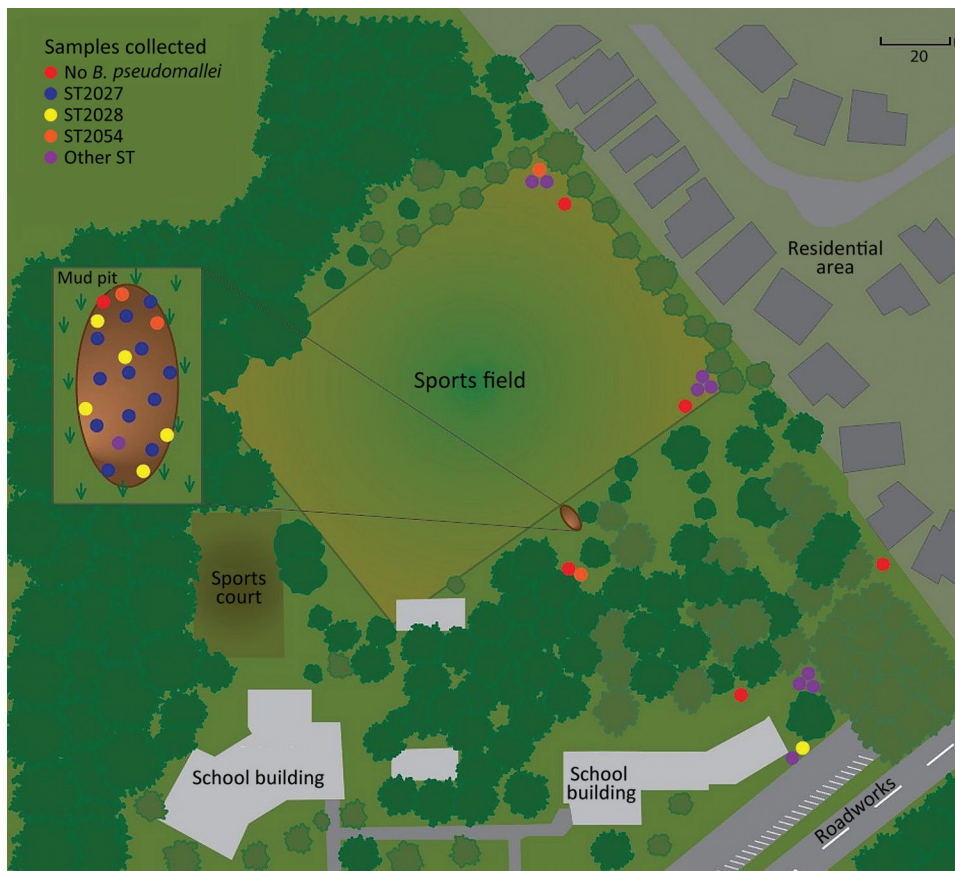 Samples collected
No B. pseudomallei
ST2027
ST2028
ST2054
Other ST
20
Residential
area
Mud pit
Sports field
Sports
court
School building
School
building
Roadworks